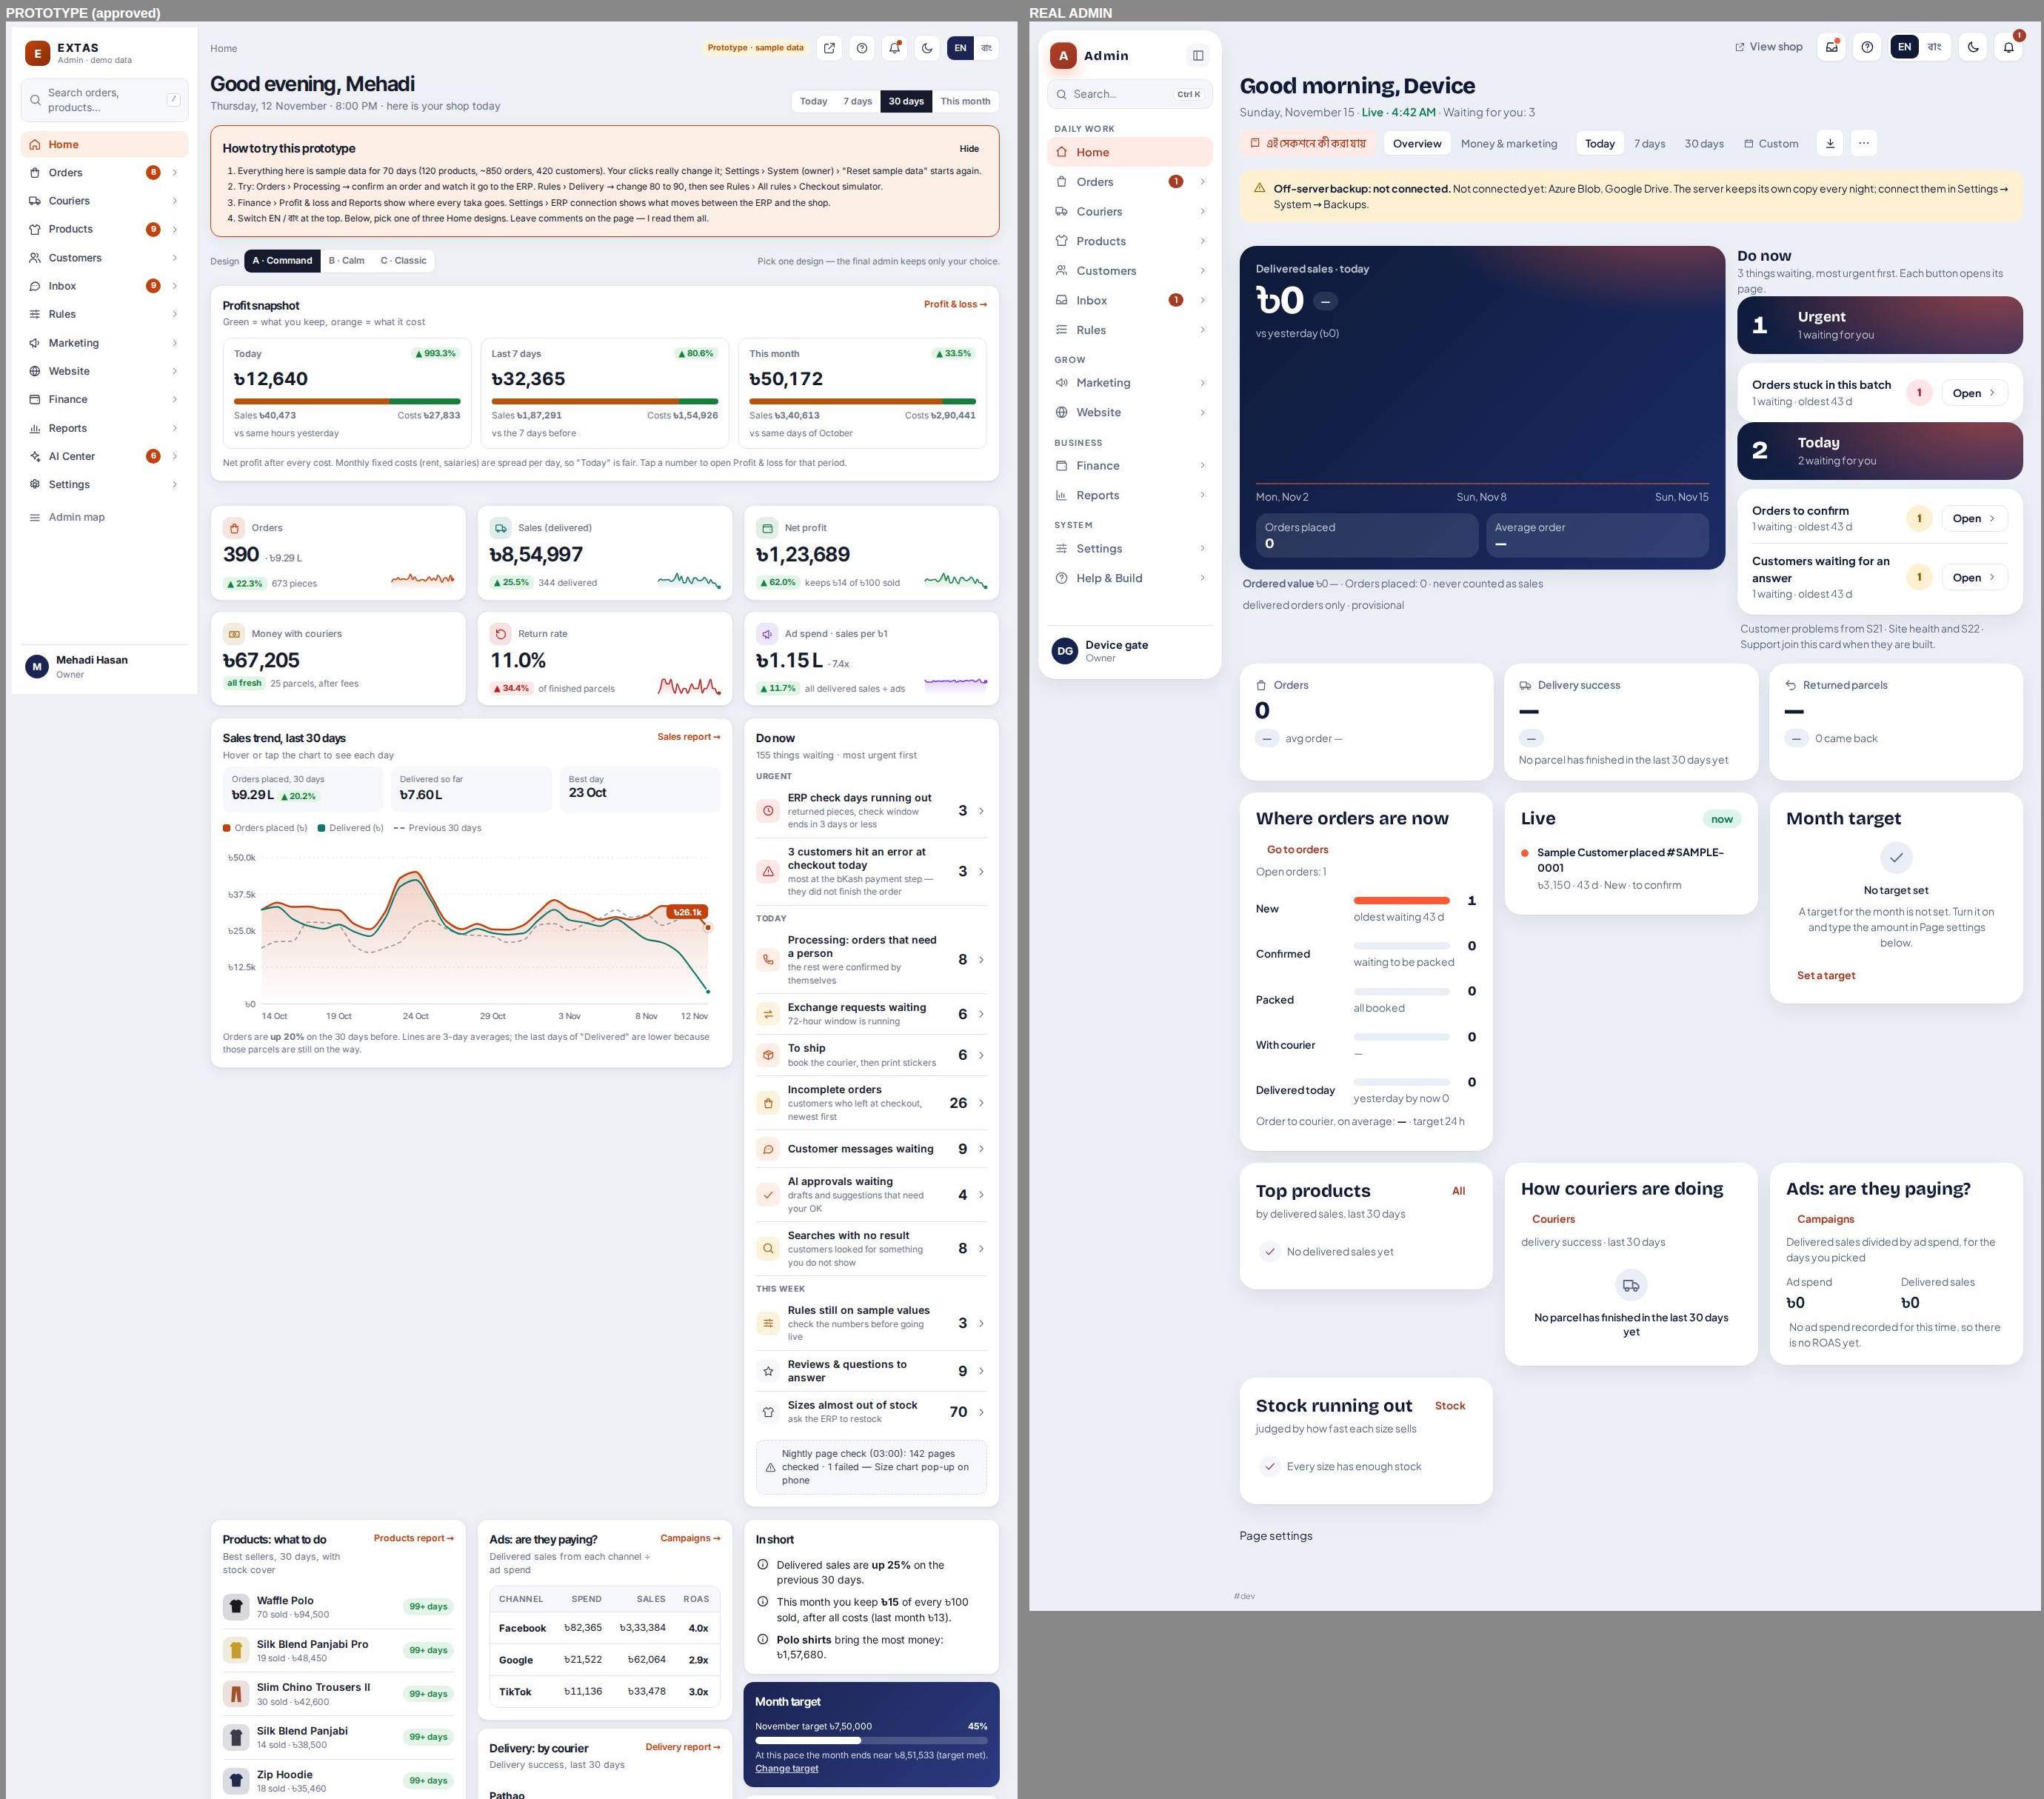 PROTOTYPE (approved)
E
EXTAS
Admin · demo data
Search orders, products...
/
Home
Orders 8
Couriers
Products 9
Customers
Inbox 9
Rules
Marketing
Website
Finance
Reports
AI Center 6
Settings
Admin map
M
Mehadi Hasan
Owner
Home
Prototype · sample data
EN বাং
Good evening, Mehadi
Thursday, 12 November · 8:00 PM · here is your shop today
Today 7 days 30 days This month
How to try this prototype
Hide
1. Everything here is sample data for 70 days (120 products, ~850 orders, 420 customers). Your clicks really change it; Settings › System (owner) › "Reset sample data" starts again.
2. Try: Orders › Processing → confirm an order and watch it go to the ERP. Rules › Delivery → change 80 to 90, then see Rules › All rules › Checkout simulator.
3. Finance › Profit & loss and Reports show where every taka goes. Settings › ERP connection shows what moves between the ERP and the shop.
4. Switch EN / বাং at the top. Below, pick one of three Home designs. Leave comments on the page — I read them all.
Design A · Command B · Calm C · Classic
Pick one design — the final admin keeps only your choice.
Profit snapshot
Profit & loss →
Green = what you keep, orange = what it cost
Today ▲ 993.3%
৳12,640
Sales ৳40,473 Costs ৳27,833
vs same hours yesterday
Last 7 days ▲ 80.6%
৳32,365
Sales ৳1,87,291 Costs ৳1,54,926
vs the 7 days before
This month ▲ 33.5%
৳50,172
Sales ৳3,40,613 Costs ৳2,90,441
vs same days of October
Net profit after every cost. Monthly fixed costs (rent, salaries) are spread per day, so "Today" is fair. Tap a number to open Profit & loss for that period.
Orders
390 · ৳9.29 L
▲ 22.3% 673 pieces
Sales (delivered)
৳8,54,997
▲ 25.5% 344 delivered
Net profit
৳1,23,689
▲ 62.0% keeps ৳14 of ৳100 sold
Money with couriers
৳67,205
all fresh 25 parcels, after fees
Return rate
11.0%
▲ 34.4% of finished parcels
Ad spend · sales per ৳1
৳1.15 L · 7.4x
▲ 11.7% all delivered sales ÷ ads
Sales trend, last 30 days
Sales report →
Hover or tap the chart to see each day
Orders placed, 30 days
৳9.29 L ▲ 20.2%
Delivered so far
৳7.60 L
Best day
23 Oct
Orders placed (৳) Delivered (৳) Previous 30 days
৳50.0k
৳37.5k
৳25.0k
৳12.5k
৳0
৳26.1k
14 Oct 19 Oct 24 Oct 29 Oct 3 Nov 8 Nov 12 Nov
Orders are up 20% on the 30 days before. Lines are 3-day averages; the last days of "Delivered" are lower because
those parcels are still on the way.
Do now
155 things waiting · most urgent first
URGENT
ERP check days running out
returned pieces, check window
ends in 3 days or less
3
3 customers hit an error at
checkout today
most at the bKash payment step —
they did not finish the order
3
TODAY
Processing: orders that need
a person
the rest were confirmed by
themselves
8
Exchange requests waiting
72-hour window is running
6
To ship
book the courier, then print stickers
6
Incomplete orders
customers who left at checkout,
newest first
26
Customer messages waiting
9
AI approvals waiting
drafts and suggestions that need
your OK
4
Searches with no result
customers looked for something
you do not show
8
THIS WEEK
Rules still on sample values
check the numbers before going
live
3
Reviews & questions to
answer
9
Sizes almost out of stock
ask the ERP to restock
70
Nightly page check (03:00): 142 pages
checked · 1 failed — Size chart pop-up on
phone
Products: what to do
Products report →
Best sellers, 30 days, with
stock cover
Waffle Polo
70 sold · ৳94,500
99+ days
Silk Blend Panjabi Pro
19 sold · ৳48,450
99+ days
Slim Chino Trousers II
30 sold · ৳42,600
99+ days
Silk Blend Panjabi
14 sold · ৳38,500
99+ days
Zip Hoodie
18 sold · ৳35,460
99+ days
Ads: are they paying?
Campaigns →
Delivered sales from each channel ÷
ad spend
CHANNEL SPEND SALES ROAS
Facebook ৳82,365 ৳3,33,384 4.0x
Google ৳21,522 ৳62,064 2.9x
TikTok ৳11,136 ৳33,478 3.0x
Delivery: by courier
Delivery report →
Delivery success, last 30 days
Pathao
In short
Delivered sales are up 25% on the
previous 30 days.
This month you keep ৳15 of every ৳100
sold, after all costs (last month ৳13).
Polo shirts bring the most money:
৳1,57,680.
Month target
November target ৳7,50,000 45%
At this pace the month ends near ৳8,51,533 (target met).
Change target
REAL ADMIN
A
Admin
Search... Ctrl K
DAILY WORK
Home
Orders 1
Couriers
Products
Customers
Inbox 1
Rules
GROW
Marketing
Website
BUSINESS
Finance
Reports
SYSTEM
Settings
Help & Build
DG
Device gate
Owner
View shop
EN বাং
1
Good morning, Device
Sunday, November 15 · Live · 4:42 AM · Waiting for you: 3
এই সেকশনে কী করা যায়
Overview Money & marketing
Today 7 days 30 days Custom
Off-server backup: not connected. Not connected yet: Azure Blob, Google Drive. The server keeps its own copy every night; connect them in Settings →
System → Backups.
Delivered sales · today
৳0 —
vs yesterday (৳0)
Mon, Nov 2 Sun, Nov 8 Sun, Nov 15
Orders placed
0
Average order
—
Ordered value ৳0 — · Orders placed: 0 · never counted as sales
delivered orders only · provisional
Do now
3 things waiting, most urgent first. Each button opens its
page.
1
Urgent
1 waiting for you
Orders stuck in this batch
1 waiting · oldest 43 d
1
Open
2
Today
2 waiting for you
Orders to confirm
1 waiting · oldest 43 d
1
Open
Customers waiting for an
answer
1 waiting · oldest 43 d
1
Open
Customer problems from S21 · Site health and S22 ·
Support join this card when they are built.
Orders
0
— avg order —
Delivery success
—
—
No parcel has finished in the last 30 days yet
Returned parcels
—
— 0 came back
Where orders are now
Go to orders
Open orders: 1
New 1
oldest waiting 43 d
Confirmed 0
waiting to be packed
Packed 0
all booked
With courier 0
—
Delivered today 0
yesterday by now 0
Order to courier, on average: — · target 24 h
Live
now
Sample Customer placed #SAMPLE-
0001
৳3,150 · 43 d · New · to confirm
Month target
No target set
A target for the month is not set. Turn it on
and type the amount in Page settings
below.
Set a target
Top products
All
by delivered sales, last 30 days
No delivered sales yet
How couriers are doing
Couriers
delivery success · last 30 days
No parcel has finished in the last 30 days
yet
Ads: are they paying?
Campaigns
Delivered sales divided by ad spend, for the
days you picked
Ad spend
৳0
Delivered sales
৳0
No ad spend recorded for this time, so there
is no ROAS yet.
Stock running out
Stock
judged by how fast each size sells
Every size has enough stock
Page settings
#dev